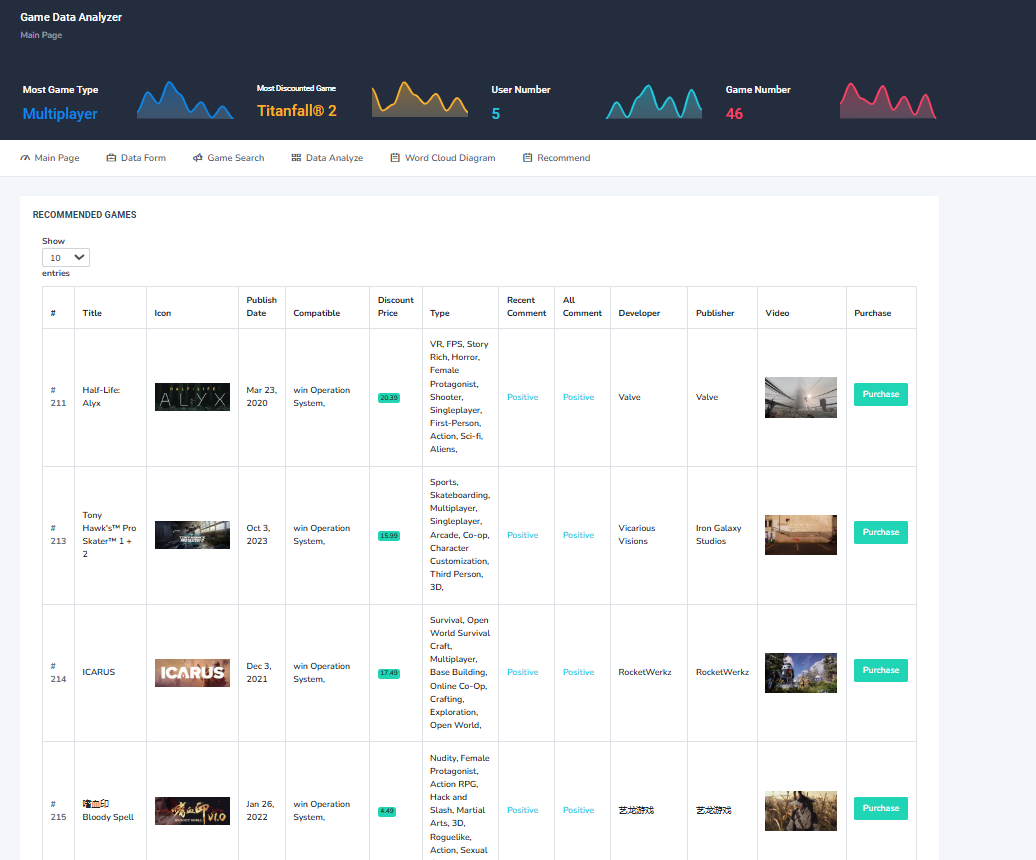 Game Data Analyzer
Main Page
Most Game Type
Multiplayer
Most Discounted Game
Titanfall® 2
User Number
5
Game Number
46
Main Page
Data Form
Game Search
Data Analyze
Word Cloud Diagram
Recommend
RECOMMENDED GAMES
Show
10
entries
#
Title
Icon
Publish
Date
Compatible
Discount
Price
Type
Recent
Comment
All
Comment
Developer
Publisher
Video
Purchase
#
211
Half-Life:
Alyx
HALF-LIFE
ALYX
Mar 23,
2020
win Operation
System,
20.39
VR, FPS, Story
Rich, Horror,
Female
Protagonist,
Shooter,
Singleplayer,
First-Person,
Action, Sci-fi,
Aliens,
Positive
Positive
Valve
Valve
Purchase
#
213
Tony
Hawk's™ Pro
Skater™ 1 +
2
Oct 3,
2023
win Operation
System,
15.99
Sports,
Skateboarding,
Multiplayer,
Singleplayer,
Arcade, Co-op,
Character
Customization,
Third Person,
3D,
Positive
Positive
Vicarious
Visions
Iron Galaxy
Studios
Purchase
#
214
ICARUS
ICARUS
Dec 3,
2021
win Operation
System,
17.49
Survival, Open
World Survival
Craft,
Multiplayer,
Base Building,
Online Co-Op,
Crafting,
Exploration,
Open World,
Positive
Positive
RocketWerkz
RocketWerkz
Purchase
#
215
嗜血印
Bloody Spell
嗜血印 V1.0
BLOODY SPELL
Jan 26,
2022
win Operation
System,
4.49
Nudity, Female
Protagonist,
Action RPG,
Hack and
Slash, Martial
Arts, 3D,
Roguelike,
Action, Sexual
Positive
Positive
艺龙游戏
艺龙游戏
Purchase